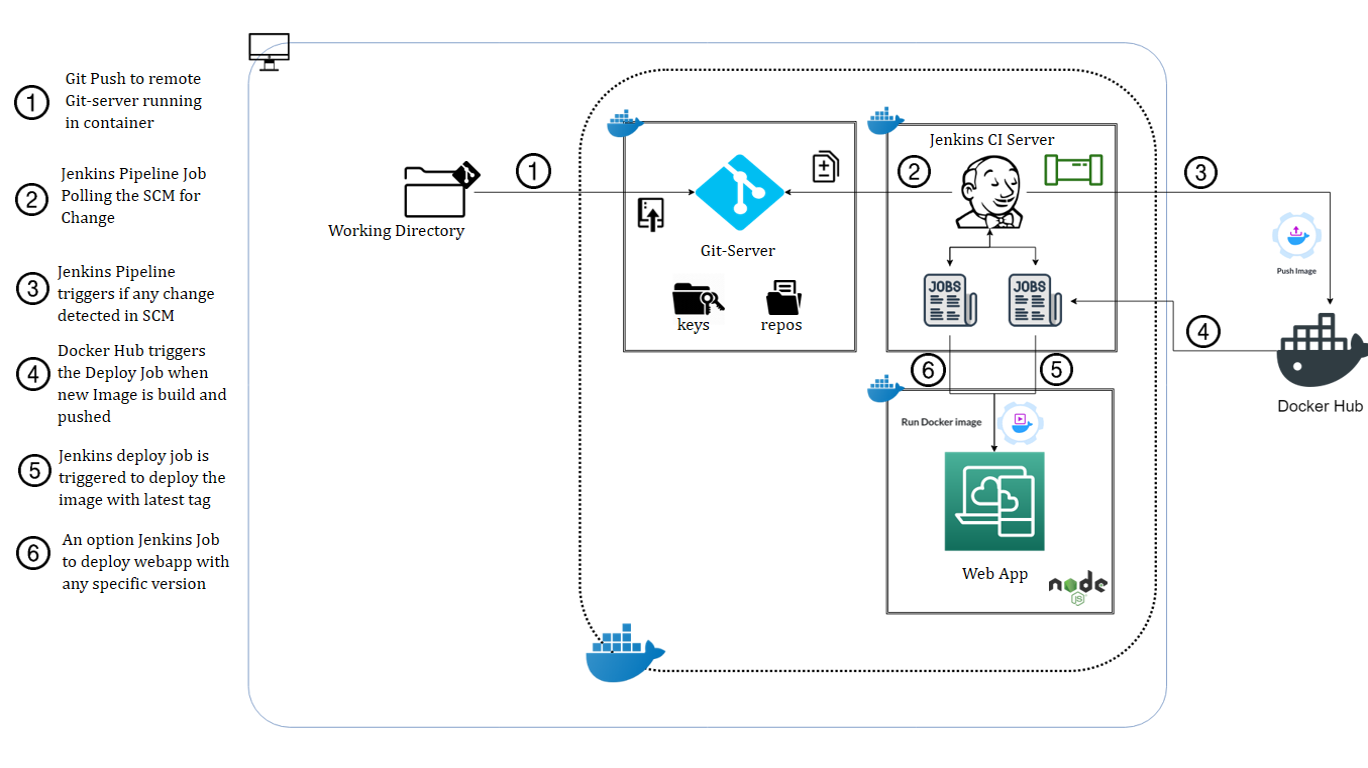 1
Git Push to remote
Git-server running
in container
2
Jenkins Pipeline Job
Polling the SCM for
Change
3
Jenkins Pipeline
triggers if any change
detected in SCM
4
Docker Hub triggers
the Deploy Job when
new Image is build and
pushed
5
Jenkins deploy job is
triggered to deploy the
image with latest tag
6
An option Jenkins Job
to deploy webapp with
any specific version
Working Directory
1
Git-Server
keys
repos
2
Jenkins CI Server
JOBS
JOBS
3
Push Image
4
Docker Hub
6
5
Run Docker image
Web App
node
JS